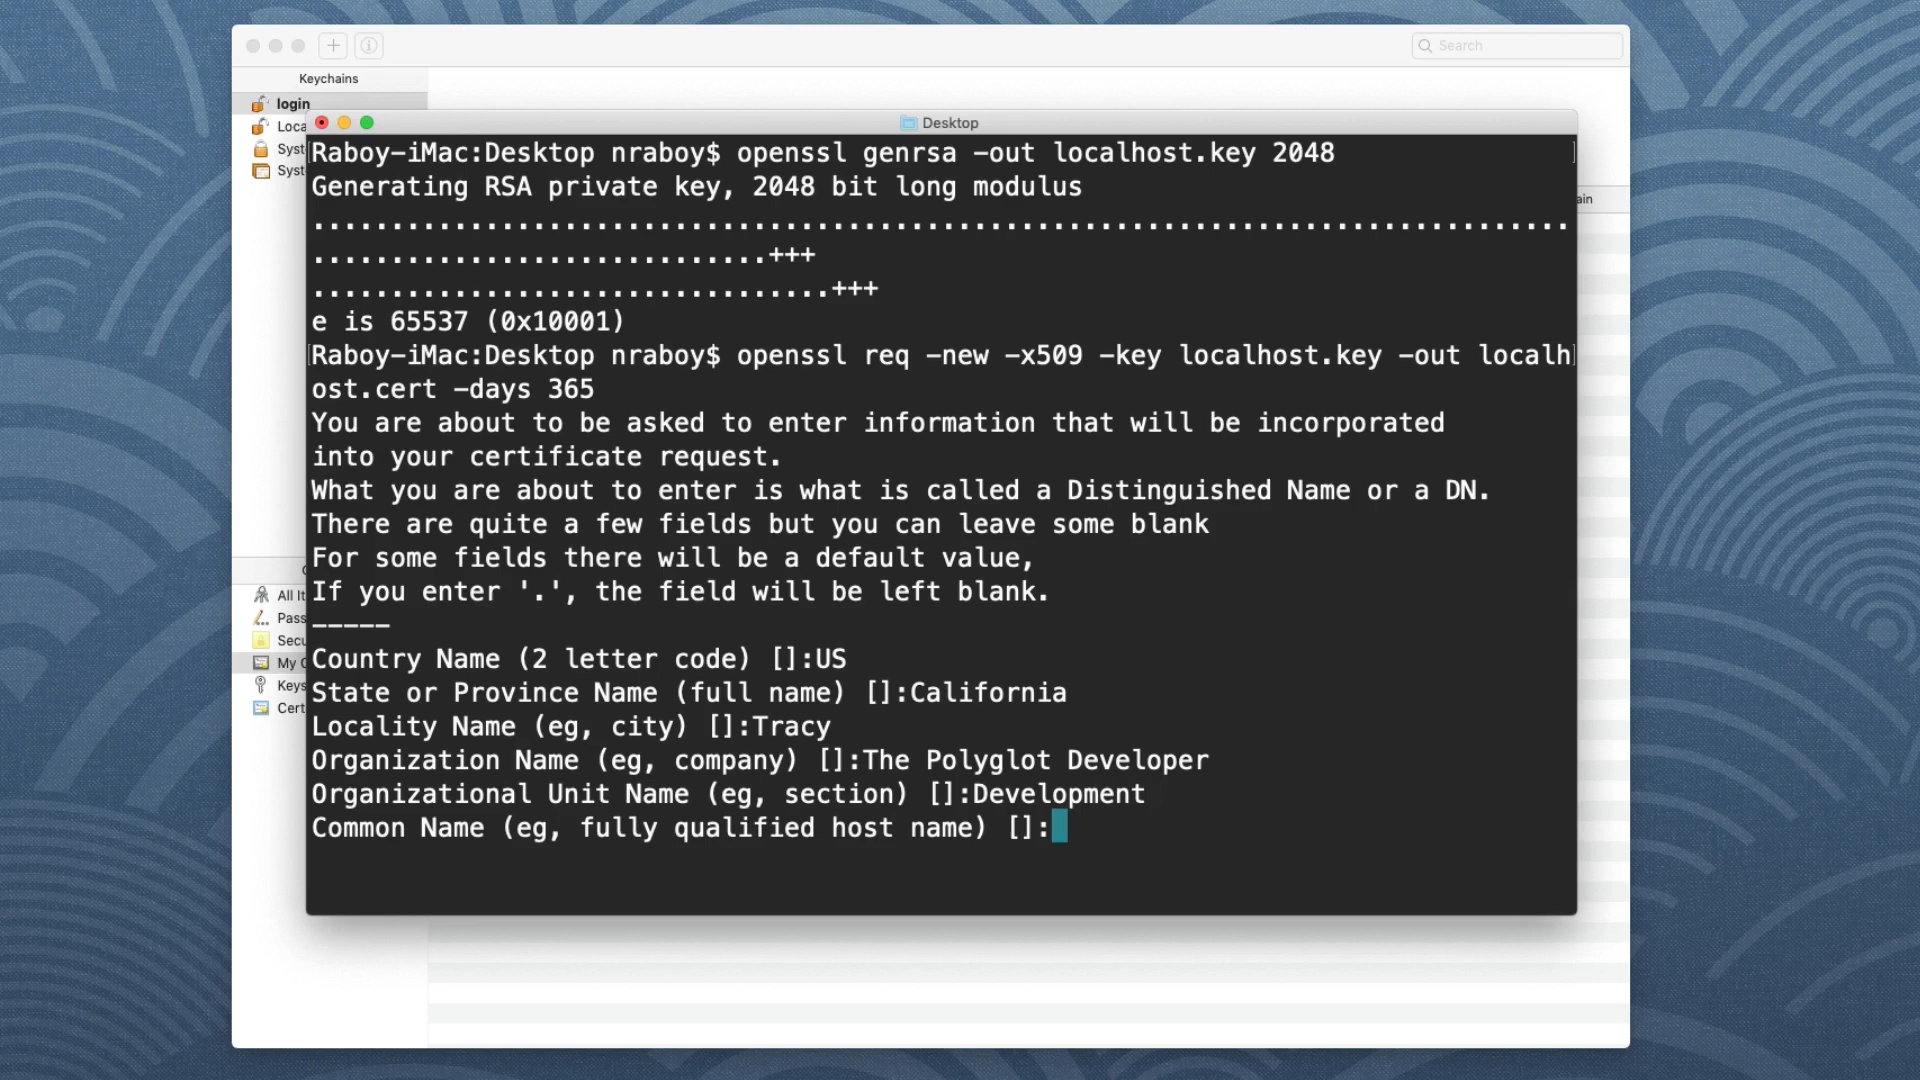 Search
Keychains
login
Loca
Syst
Syst
Desktop
Raboy-iMac:Desktop nraboy$ openssl genrsa -out localhost.key 2048
Generating RSA private key, 2048 bit long modulus
................................................................................
.............................+++
.................................+++
e is 65537 (0x10001)
Raboy-iMac:Desktop nraboy$ openssl req -new -x509 -key localhost.key -out localh
ost.cert -days 365
You are about to be asked to enter information that will be incorporated
into your certificate request.
What you are about to enter is what is called a Distinguished Name or a DN.
There are quite a few fields but you can leave some blank
For some fields there will be a default value,
If you enter '.', the field will be left blank.
-----
Country Name (2 letter code) []:US
State or Province Name (full name) []:California
Locality Name (eg, city) []:Tracy
Organization Name (eg, company) []:The Polyglot Developer
Organizational Unit Name (eg, section) []:Development
Common Name (eg, fully qualified host name) []:
ain
All It
Pass
Secu
My C
Keys
Cert